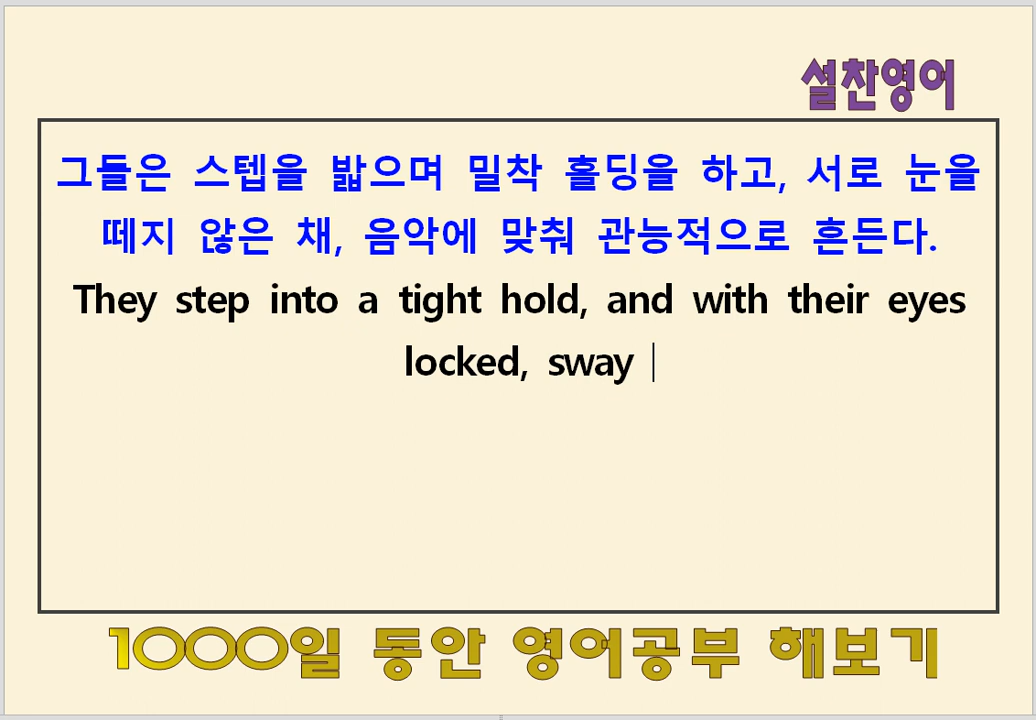 설찬영어
그들은 스텝을 밟으며 밀착 홀딩을 하고, 서로 눈을
떼지 않은 채, 음악에 맞춰 관능적으로 흔든다.
They step into a tight hold, and with their eyes
locked, sway
1000일 동안 영어공부 해보기